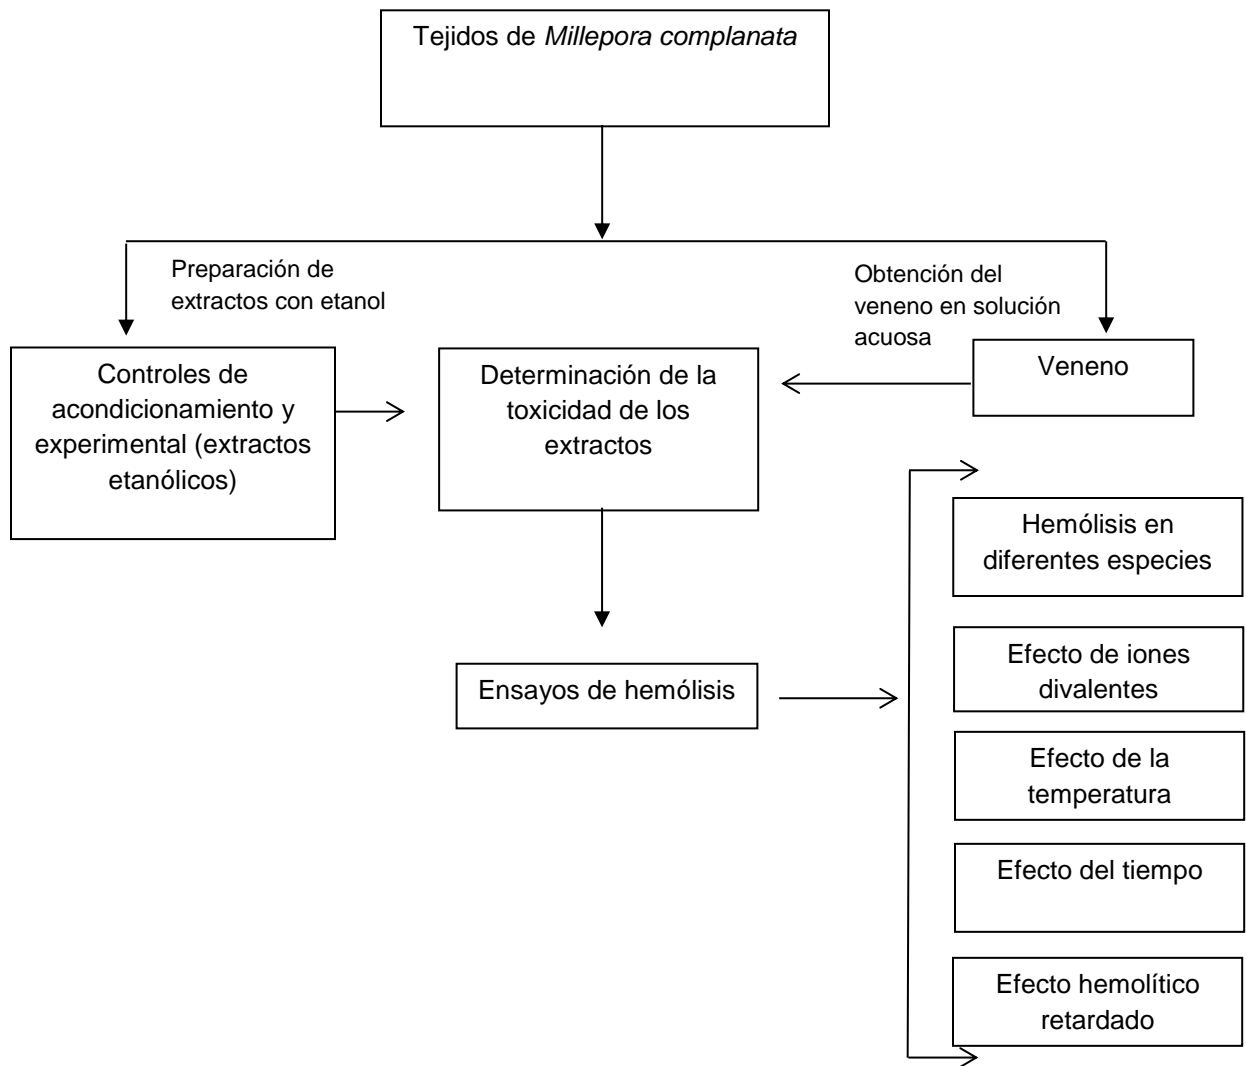 Tejidos de Millepora complanata
Preparación de
extractos con etanol
Obtención del
veneno en solución
acuosa
Controles de
acondicionamiento y
experimental (extractos
etanólicos)
Determinación de la
toxicidad de los
extractos
Veneno
Ensayos de hemólisis
Hemólisis en
diferentes especies
Efecto de iones
divalentes
Efecto de la
temperatura
Efecto del tiempo
Efecto hemolítico
retardado